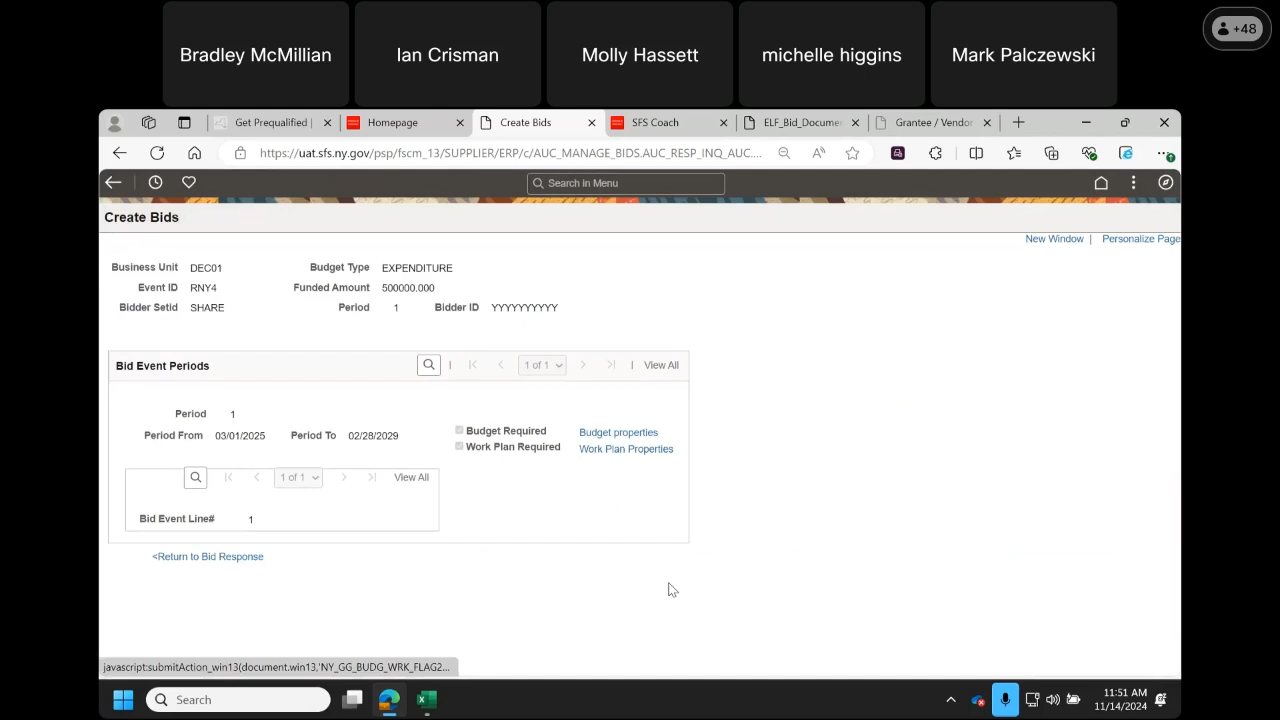 Bradley McMillian
Ian Crisman
Molly Hassett
michelle higgins
Mark Palczewski
+48
Get Prequalified |
Homepage
Create Bids
SFS Coach
ELF_Bid_Documen
Grantee / Vendor
https://uat.sfs.ny.gov/psp/fscm_13/SUPPLIER/ERP/c/AUC_MANAGE_BIDS.AUC_RESP_INQ_AUC....
Search in Menu
Create Bids
New Window | Personalize Page
Business Unit DEC01 Budget Type EXPENDITURE
Event ID RNY4 Funded Amount 500000.000
Bidder Setid SHARE Period 1 Bidder ID YYYYYYYYYY
Bid Event Periods 1 of 1 | View All
Period 1
Budget Required Budget properties
Period From 03/01/2025 Period To 02/28/2029
Work Plan Required Work Plan Properties
1 of 1 View All
Bid Event Line# 1
<Return to Bid Response
javascript:submitAction_win13(document.win13,'NY_GG_BUDG_WRK_FLAG2...
Search
11:51 AM
11/14/2024